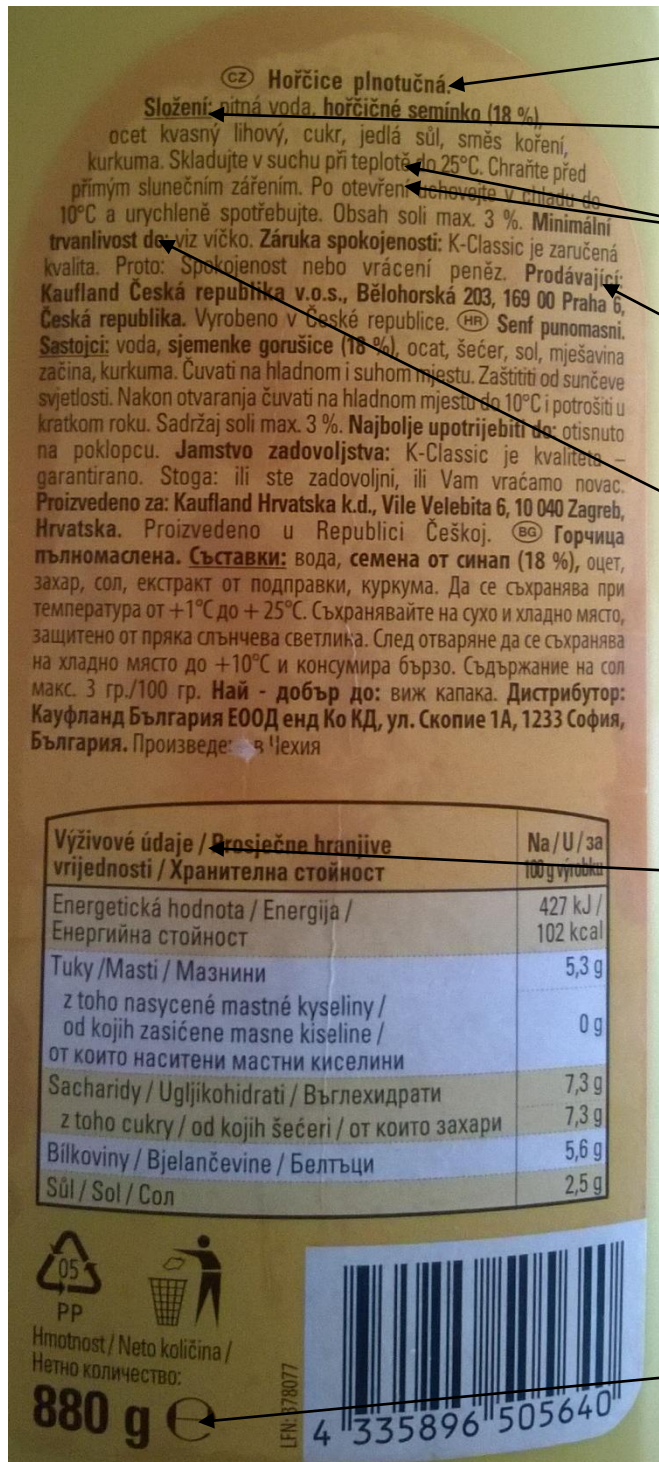 CZ Hořčice plnotučná.
Složení: pitná voda, hořčičné semínko (18 %),
ocet kvasný lihový, cukr, jedlá sůl, směs koření,
kurkuma. Skladujte v suchu při teplotě do 25°C. Chraňte před
přímým slunečním zářením. Po otevření uchovejte v chladu do
10°C a urychleně spotřebujte. Obsah soli max. 3 %. Minimální
trvanlivost do: viz víčko. Záruka spokojenosti: K-Classic je zaručená
kvalita. Proto: Spokojenost nebo vrácení peněz. Prodávající:
Kaufland Česká republika v.o.s., Bělohorská 203, 169 00 Praha 6,
Česká republika. Vyrobeno v České republice. HR Senf punomasni.
Sastojci: voda, sjemenke gorušice (18 %), ocat, šećer, sol, mješavina
začina, kurkuma. Čuvati na hladnom i suhom mjestu. Zaštititi od sunčeve
svjetlosti. Nakon otvaranja čuvati na hladnom mjestu do 10°C i potrošiti u
kratkom roku. Sadržaj soli max. 3 %. Najbolje upotrijebiti do: otisnuto
na poklopcu. Jamstvo zadovoljstva: K-Classic je kvaliteta –
garantirano. Stoga: ili ste zadovoljni, ili Vam vraćamo novac.
Proizvedeno za: Kaufland Hrvatska k.d., Vile Velebita 6, 10 040 Zagreb,
Hrvatska. Proizvedeno u Republici Češkoj. BG Горчица
пълномаслена. Съставки: вода, семена от синап (18 %), оцет,
захар, сол, екстракт от подправки, куркума. Да се съхранява при
температура от +1°C до + 25°C. Съхранявайте на сухо и хладно място,
защитено от пряка слънчева светлина. След отваряне да се съхранява
на хладно място до +10°C и консумира бързо. Съдържание на сол
макс. 3 гр./100 гр. Най - добър до: виж капака. Дистрибутор:
Кауфланд България ЕООД енд Ко КД, ул. Скопие 1А, 1233 София,
България. в Чехия
Výživové údaje / Prosječne hranjive Na / U / за
vrijednosti / Хранителна стойност 100 g výrobku
Energetická hodnota / Energija / 427 kJ /
Енергийна стойност 102 kcal
Tuky /Masti / Мазнини 5,3 g
z toho nasycené mastné kyseliny /
od kojih zasićene masne kiseline / 0 g
от които наситени мастни киселини
Sacharidy / Ugljikohidrati / Въглехидрати 7,3 g
z toho cukry / od kojih šećeri / от които захари 7,3 g
Bílkoviny / Bjelančevine / Белтъци 5,6 g
Sůl / Sol / Сол 2,5 g
05
PP
Hmotnost / Neto količina /
Нетно количество:
880 g ℮
LFN: 378077
4 335896 505640